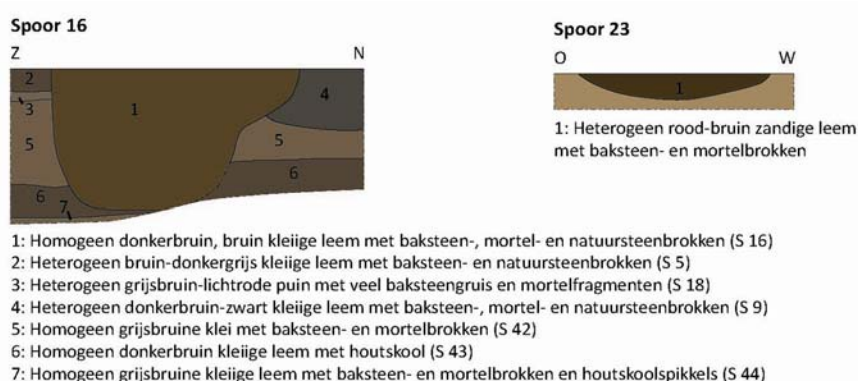 Spoor 16
Z N
2
3
1
4
5
5
6
6
7
1: Homogeen donkerbruin, bruin kleiige leem met baksteen-, mortel- en natuursteenbrokken (S 16)
2: Heterogeen bruin-donkergrijs kleiige leem met baksteen- en natuursteenbrokken (S 5)
3: Heterogeen grijsbruin-lichtrode puin met veel baksteengruis en mortelfragmenten (S 18)
4: Heterogeen donkerbruin-zwart kleiige leem met baksteen-, mortel- en natuursteenbrokken (S 9)
5: Homogeen grijsbruine klei met baksteen- en mortelbrokken (S 42)
6: Homogeen donkerbruin kleiige leem met houtskool (S 43)
7: Homogeen grijsbruine kleiige leem met baksteen- en mortelbrokken en houtskoolspikkels (S 44)
Spoor 23
O W
1
1: Heterogeen rood-bruin zandige leem
met baksteen- en mortelbrokken